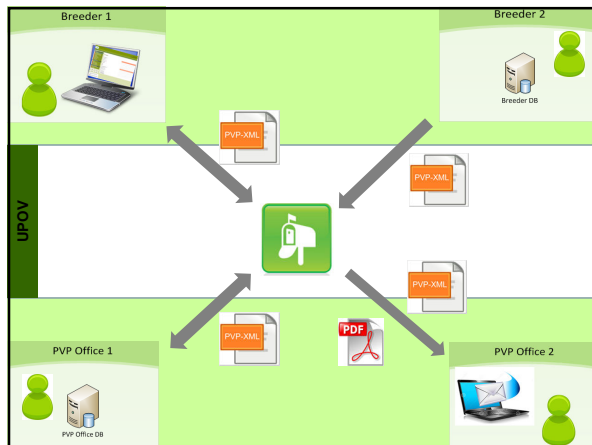 Breeder 1
Breeder 2
Breeder DB
PVP-XML
PVP-XML
UPOV
PVP-XML
PVP-XML
PDF
PVP Office 1
PVP Office 2
PVP Office DB